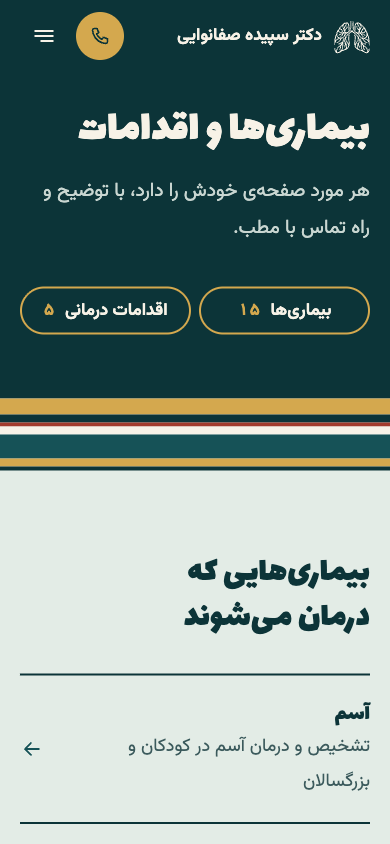 دکتر سپیده صفانوایی
بیماری‌ها و اقدامات
هر مورد صفحه‌ی خودش را دارد، با توضیح و
راه تماس با مطب.
بیماری‌ها ۱۵
اقدامات درمانی ۵
بیماری‌هایی که
درمان می‌شوند
آسم
تشخیص و درمان آسم در کودکان و
بزرگسالان